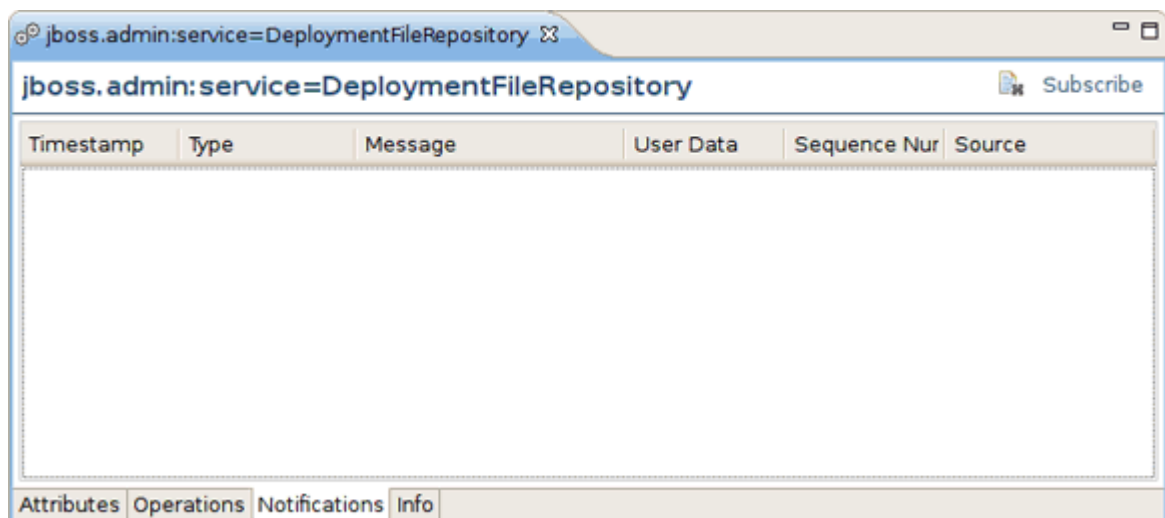 jboss.admin:service=DeploymentFileRepository
jboss.admin:service=DeploymentFileRepository Subscribe
Timestamp Type Message User Data Sequence Nur Source
Attributes Operations Notifications Info